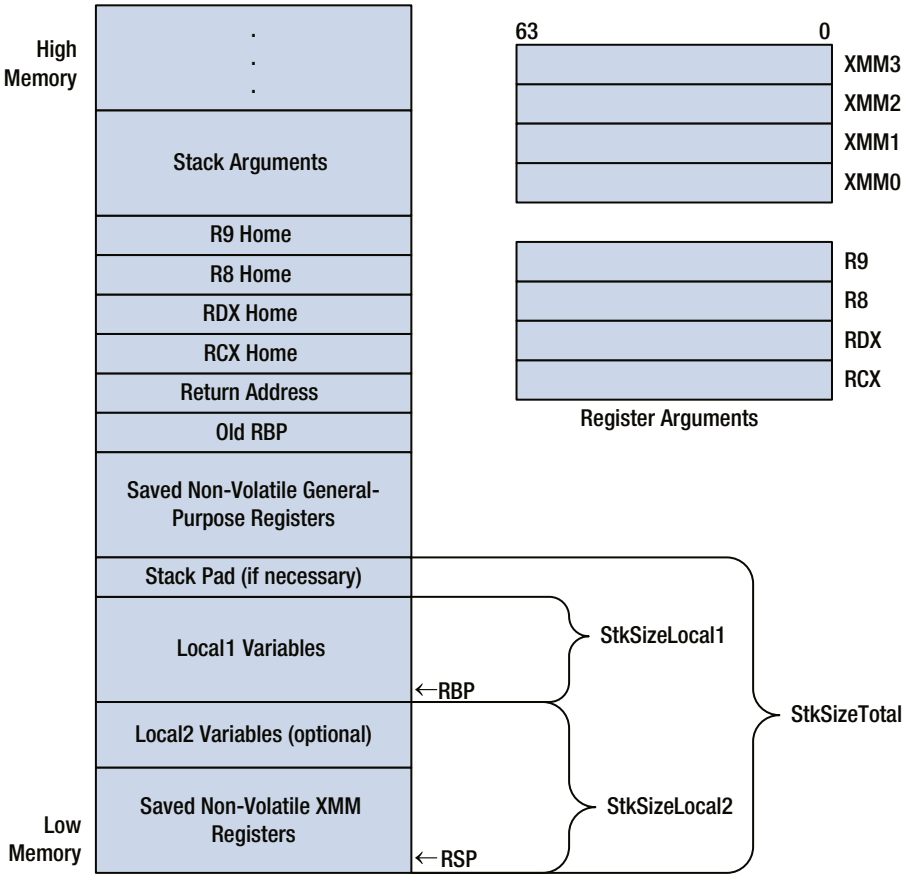 High
Memory
.
.
.
Stack Arguments
R9 Home
R8 Home
RDX Home
RCX Home
Return Address
Old RBP
Saved Non-Volatile General-
Purpose Registers
Stack Pad (if necessary)
Local1 Variables
←RBP
Local2 Variables (optional)
Saved Non-Volatile XMM
Registers
←RSP
Low
Memory
StkSizeLocal1
StkSizeTotal
StkSizeLocal2
63 0
XMM3
XMM2
XMM1
XMM0
R9
R8
RDX
RCX
Register Arguments